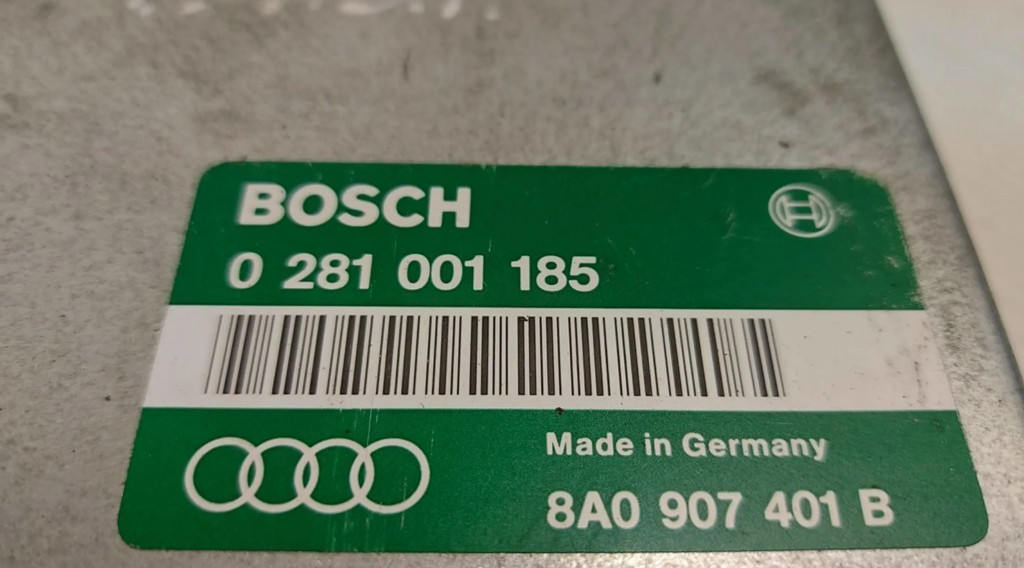 BOSCH
0 281 001 185
Made in Germany
8A0 907 401 B